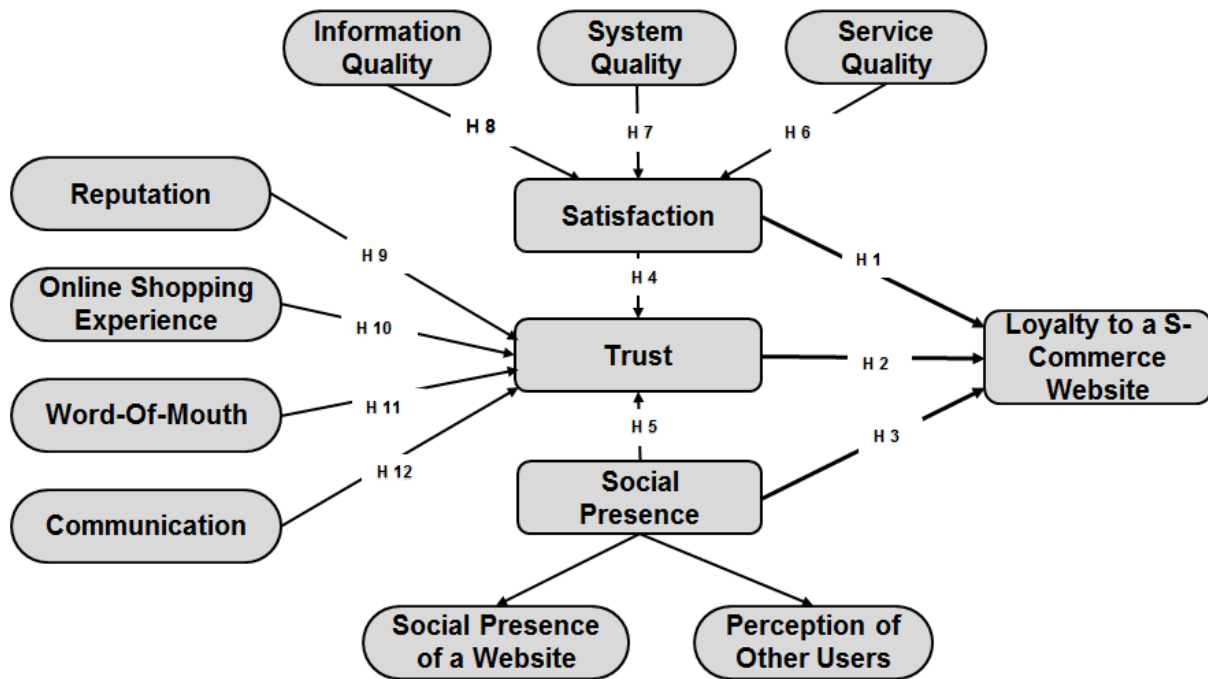 Information
Quality
System
Quality
Service
Quality
H 8
H 7
H 6
Reputation
Satisfaction
H 9
H 4
H 1
Online Shopping
Experience
H 10
Trust
H 2
Loyalty to a S-
Commerce
Website
Word-Of-Mouth
H 11
H 5
H 3
H 12
Communication
Social
Presence
Social Presence
of a Website
Perception of
Other Users